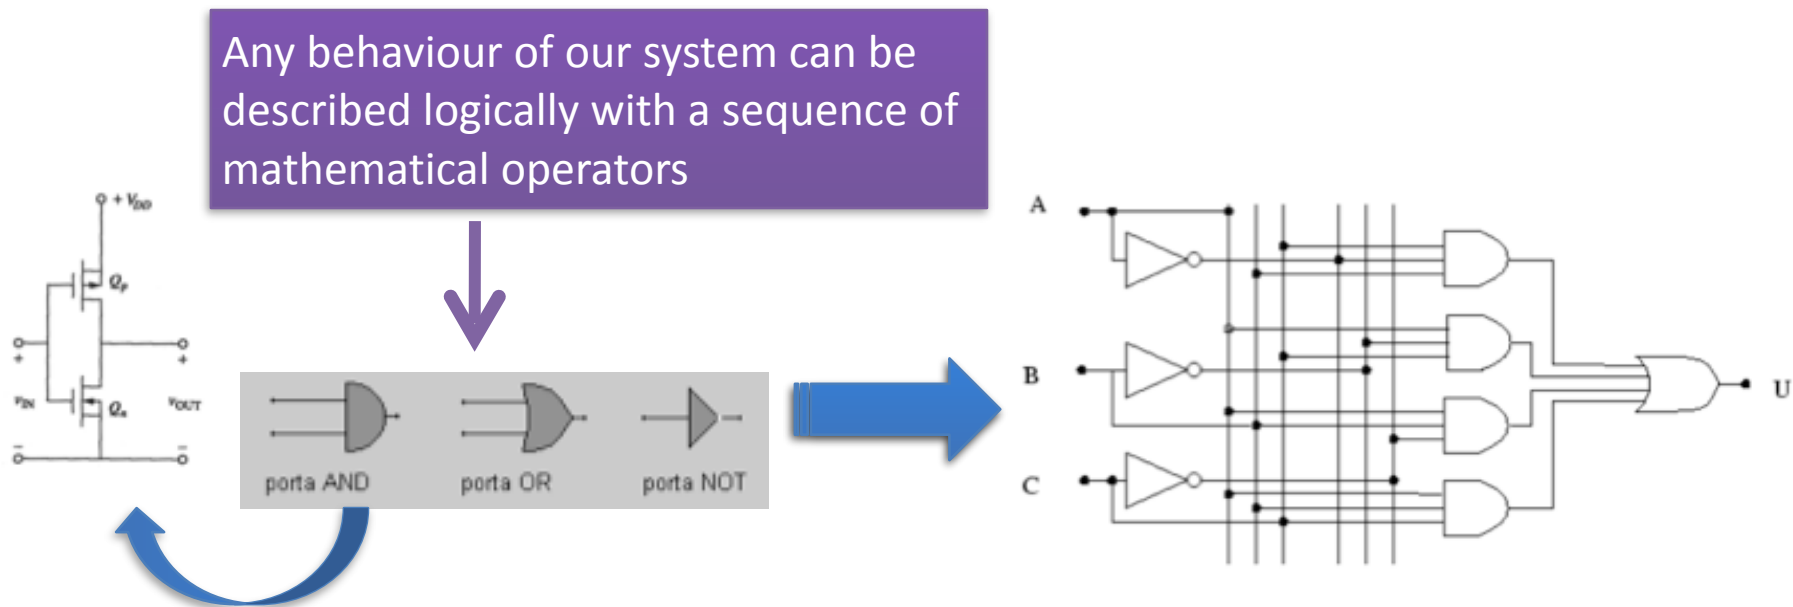 Any behaviour of our system can be
described logically with a sequence of
mathematical operators
+ V_DD
Q_p
+
+
v_IN
Q_n
v_OUT
−
−
porta AND
porta OR
porta NOT
A
B
C
U